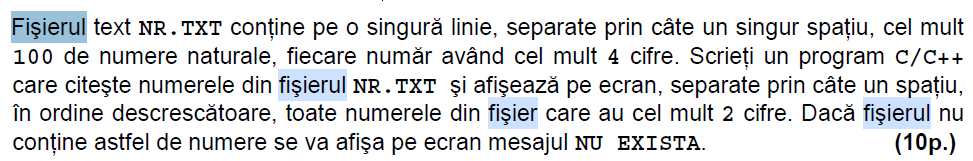 Fişierul text NR.TXT conţine pe o singură linie, separate prin câte un singur spaţiu, cel mult
100 de numere naturale, fiecare număr având cel mult 4 cifre. Scrieţi un program C/C++
care citeşte numerele din fişierul NR.TXT şi afişează pe ecran, separate prin câte un spaţiu,
în ordine descrescătoare, toate numerele din fişier care au cel mult 2 cifre. Dacă fişierul nu
conţine astfel de numere se va afişa pe ecran mesajul NU EXISTA. (10p.)